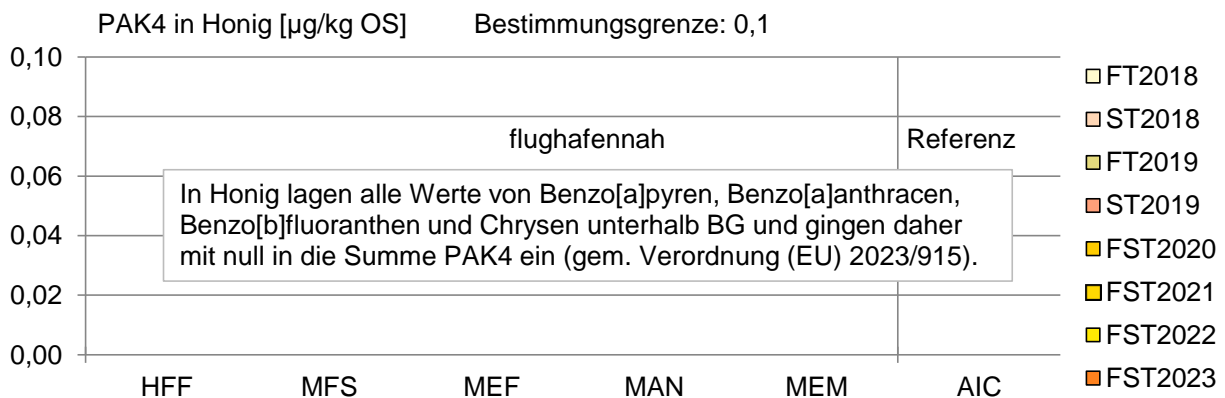 PAK4 in Honig [µg/kg OS] Bestimmungsgrenze: 0,1
0,10
0,08
0,06
0,04
0,02
0,00
flughafennah Referenz
In Honig lagen alle Werte von Benzo[a]pyren, Benzo[a]anthracen,
Benzo[b]fluoranthen und Chrysen unterhalb BG und gingen daher
mit null in die Summe PAK4 ein (gem. Verordnung (EU) 2023/915).
HFF MFS MEF MAN MEM AIC
FT2018
ST2018
FT2019
ST2019
FST2020
FST2021
FST2022
FST2023